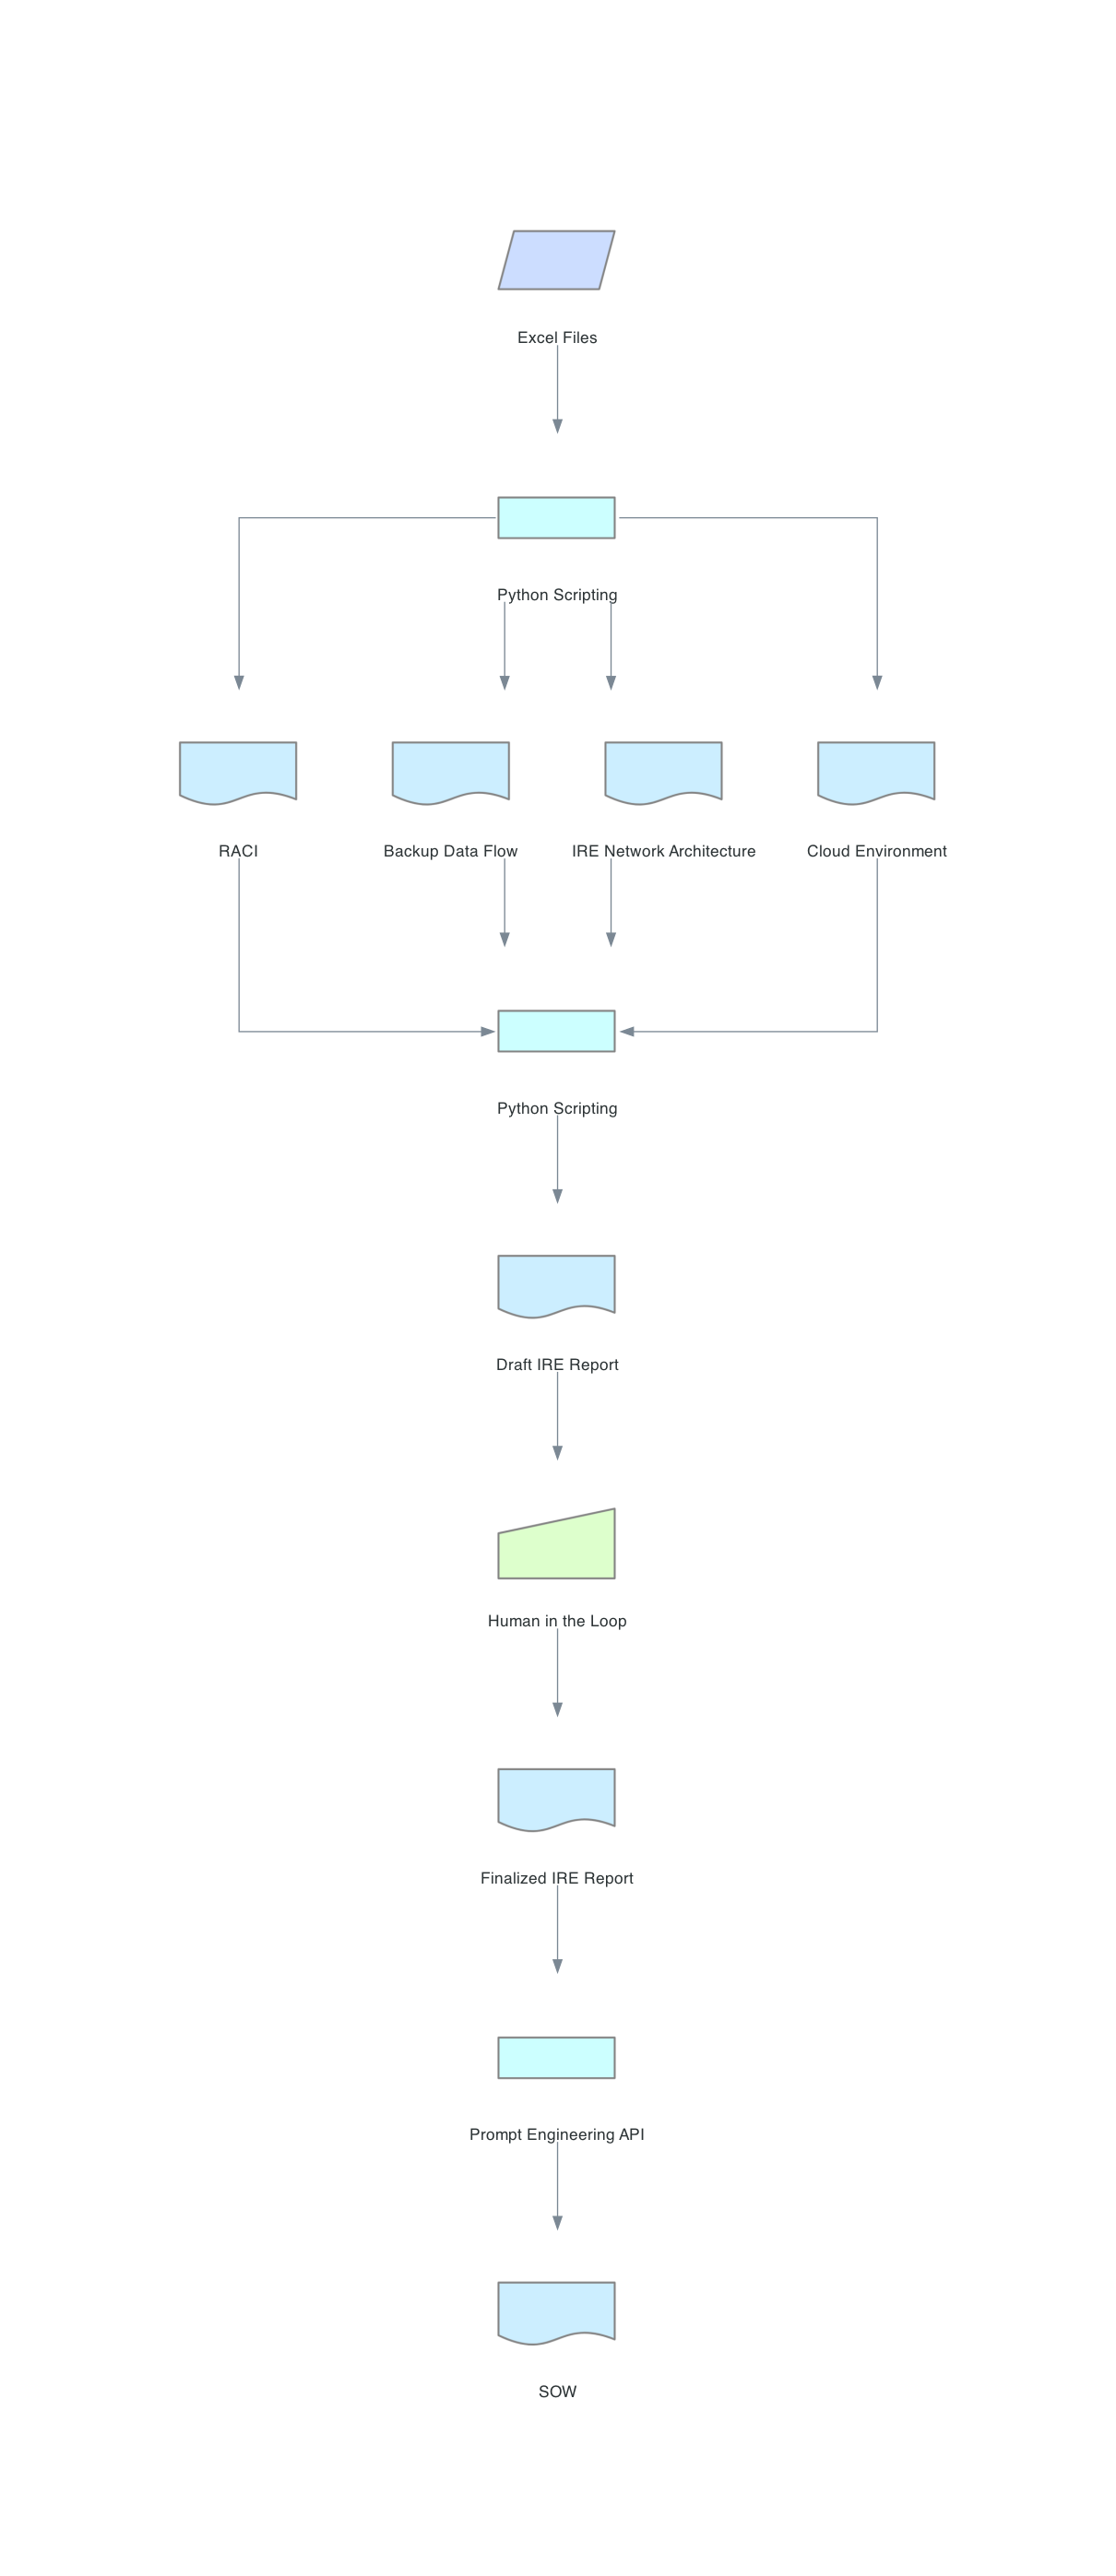 Excel Files
Python Scripting
RACI
Backup Data Flow
IRE Network Architecture
Cloud Environment
Python Scripting
Draft IRE Report
Human in the Loop
Finalized IRE Report
Prompt Engineering API
SOW